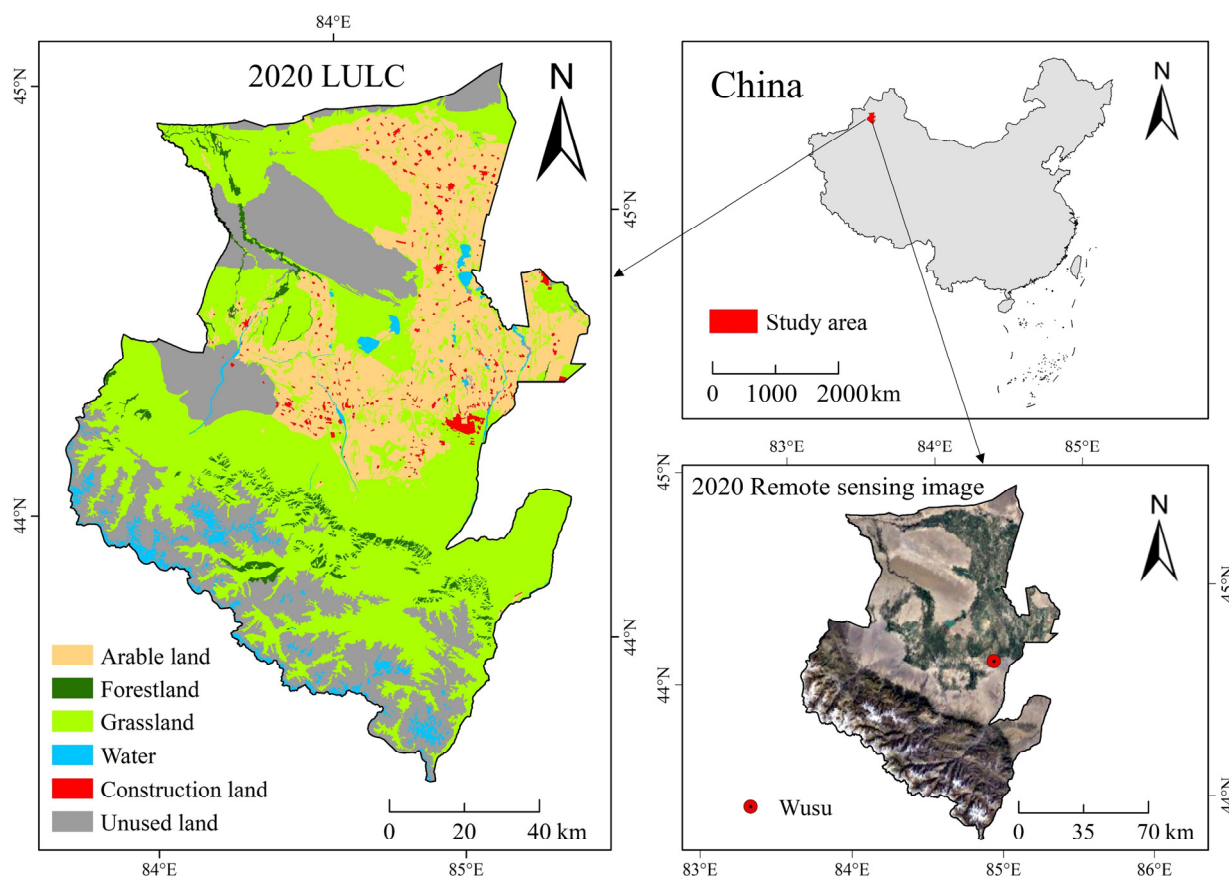 84°E
45°N
2020 LULC
N
45°N
44°N
44°N
Arable land
Forestland
Grassland
Water
Construction land
Unused land
0 20 40 km
84°E 85°E
China
N
Study area
0 1000 2000 km
83°E 84°E 85°E
45°N
2020 Remote sensing image
N
45°N
44°N
44°N
Wusu
0 35 70 km
83°E 84°E 85°E 86°E